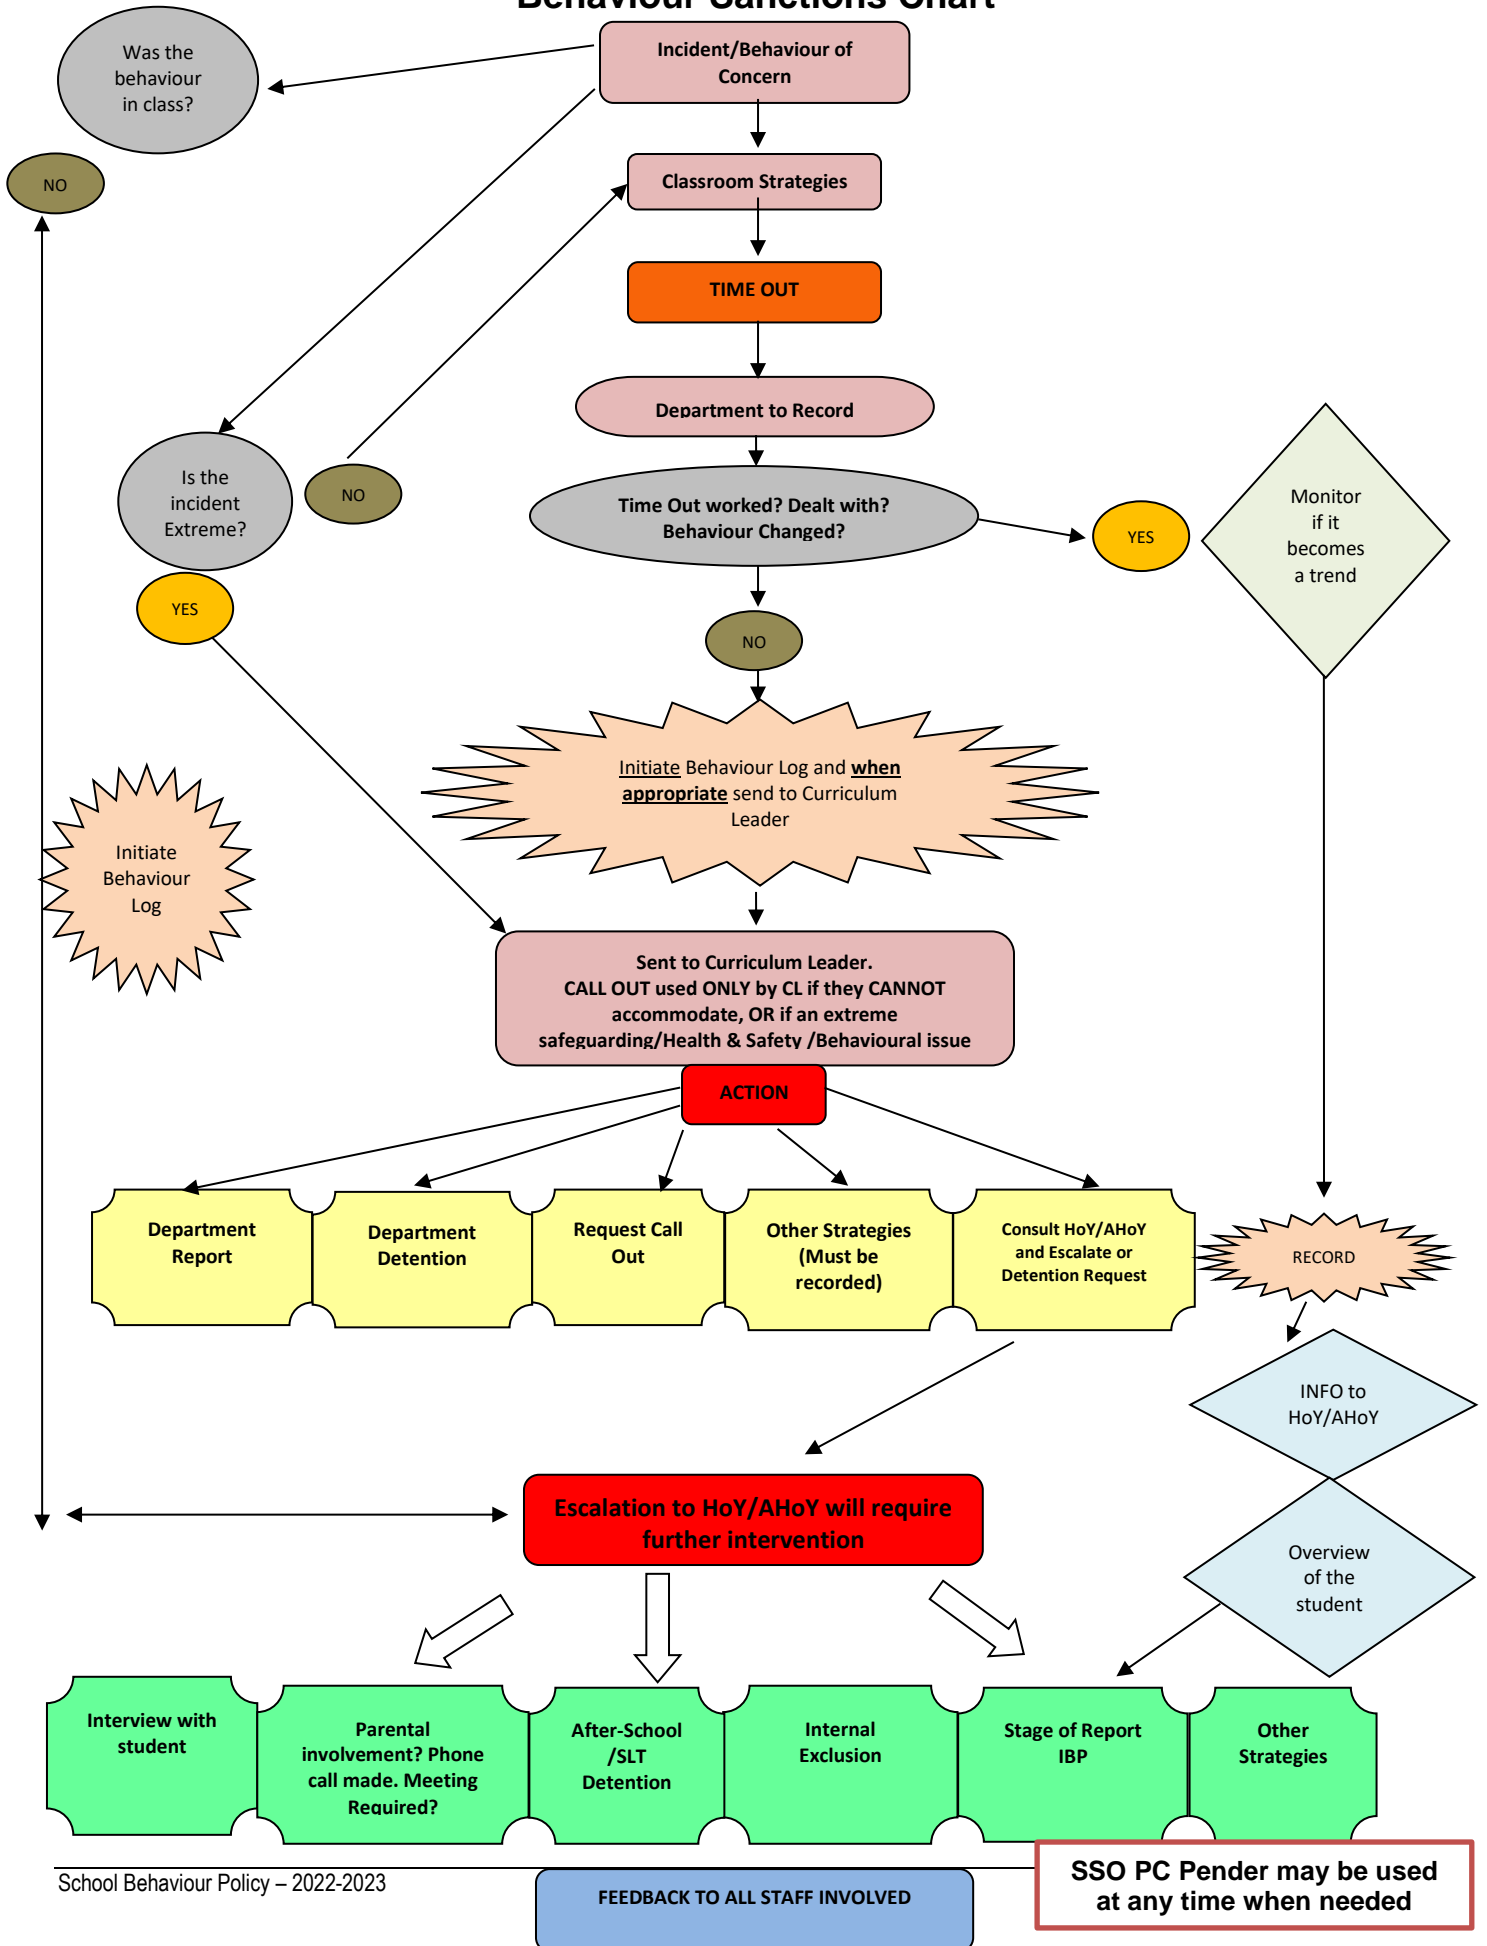 Behaviour Sanctions Chart
Incident/Behaviour of
Concern
Was the
behaviour
in class?
NO
Classroom Strategies
TIME OUT
Department to Record
Is the
incident
Extreme?
NO
YES
Time Out worked? Dealt with?
Behaviour Changed?
YES
Monitor
if it
becomes
a trend
NO
Initiate Behaviour Log and when
appropriate send to Curriculum
Leader
Initiate
Behaviour
Log
Sent to Curriculum Leader.
CALL OUT used ONLY by CL if they CANNOT
accommodate, OR if an extreme
safeguarding/Health & Safety /Behavioural issue
ACTION
Department
Report
Department
Detention
Request Call
Out
Other Strategies
(Must be
recorded)
Consult HoY/AHoY
and Escalate or
Detention Request
RECORD
INFO to
HoY/AHoY
Escalation to HoY/AHoY will require
further intervention
Overview
of the
student
Interview with
student
Parental
involvement? Phone
call made. Meeting
Required?
After-School
/SLT
Detention
Internal
Exclusion
Stage of Report
IBP
Other
Strategies
School Behaviour Policy – 2022-2023
FEEDBACK TO ALL STAFF INVOLVED
SSO PC Pender may be used
at any time when needed